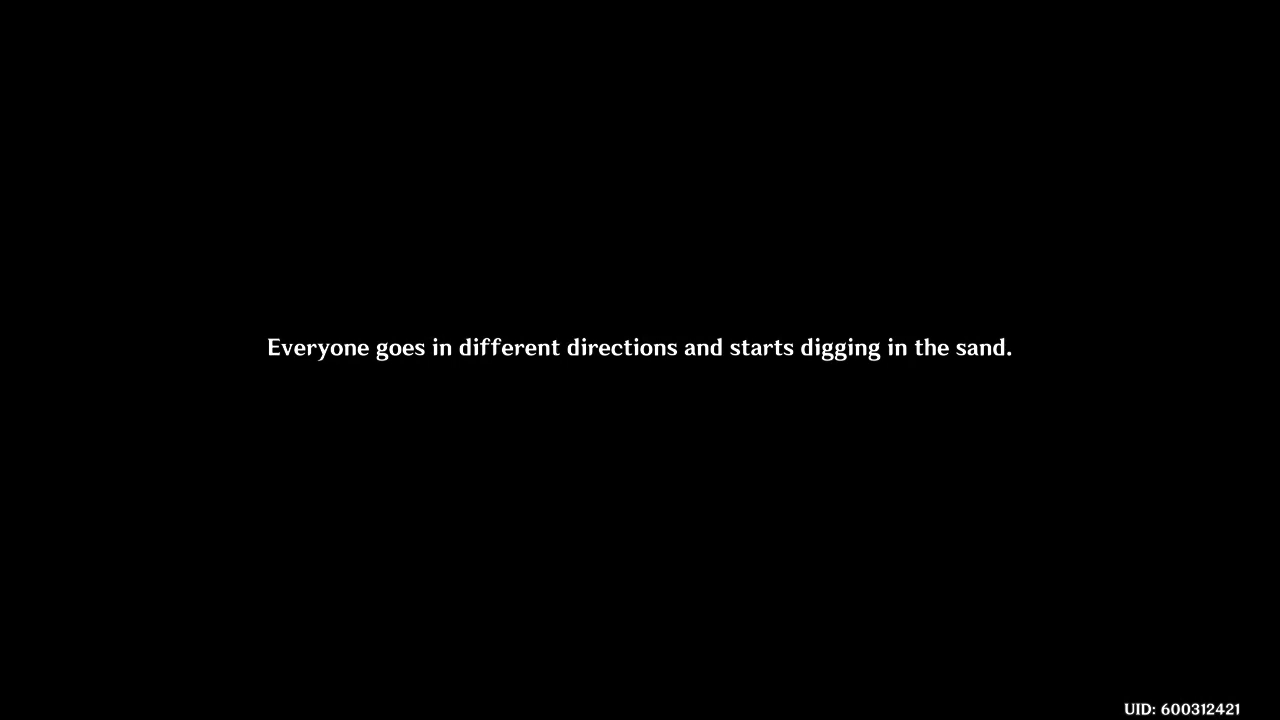 Everyone goes in different directions and starts digging in the sand.
UID: 600312421